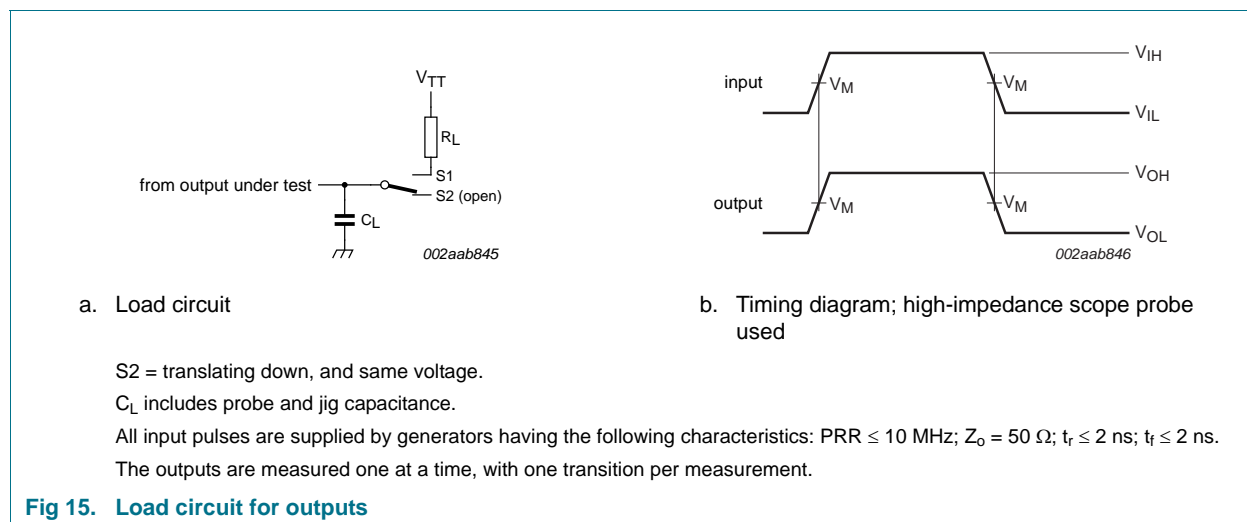 VTT
RL
S1
from output under test
S2 (open)
CL
002aab845
input
VM
VM
VIH
VIL
output
VM
VM
VOH
VOL
002aab846
a. Load circuit
b. Timing diagram; high-impedance scope probe
used
S2 = translating down, and same voltage.
CL includes probe and jig capacitance.
All input pulses are supplied by generators having the following characteristics: PRR ≤ 10 MHz; Zo = 50 Ω; tr ≤ 2 ns; tf ≤ 2 ns.
The outputs are measured one at a time, with one transition per measurement.
Fig 15. Load circuit for outputs